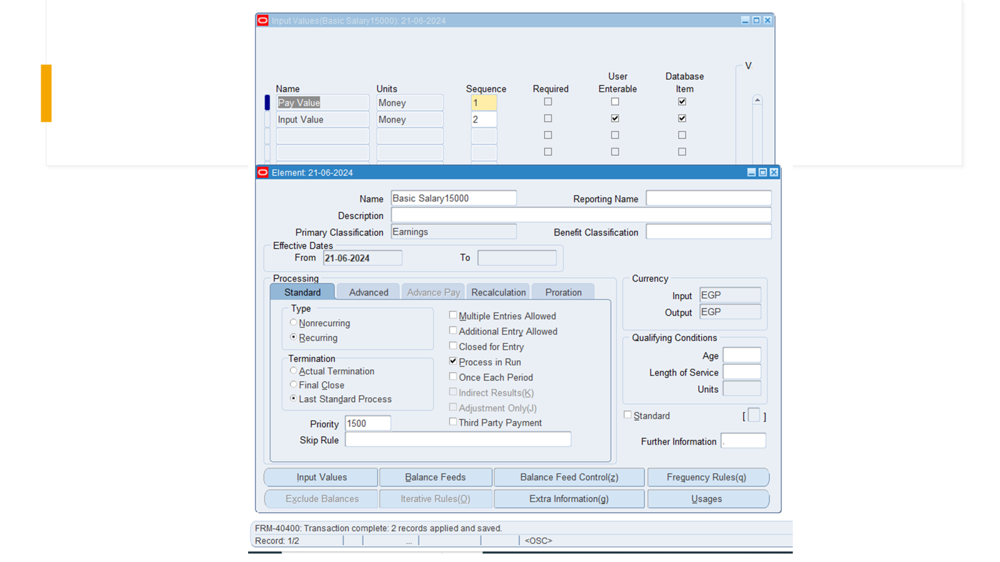 Input Values(Basic Salary15000): 21-06-2024
V
User Database
Name Units Sequence Required Enterable Item
Pay Value Money 1
Input Value Money 2
Element: 21-06-2024
Name Basic Salary15000 Reporting Name
Description
Primary Classification Earnings Benefit Classification
Effective Dates
From 21-06-2024 To
Processing
Standard Advanced Advance Pay Recalculation Proration
Type
Nonrecurring
Recurring
Termination
Actual Termination
Final Close
Last Standard Process
Priority 1500
Skip Rule
Multiple Entries Allowed
Additional Entry Allowed
Closed for Entry
Process in Run
Once Each Period
Indirect Results(K)
Adjustment Only(J)
Third Party Payment
Currency
Input EGP
Output EGP
Qualifying Conditions
Age
Length of Service
Units
Standard [ ]
Further Information .
Input Values Balance Feeds Balance Feed Control(z) Frequency Rules(q)
Exclude Balances Iterative Rules(O) Extra Information(g) Usages
FRM-40400: Transaction complete: 2 records applied and saved.
Record: 1/2 ... <OSC>